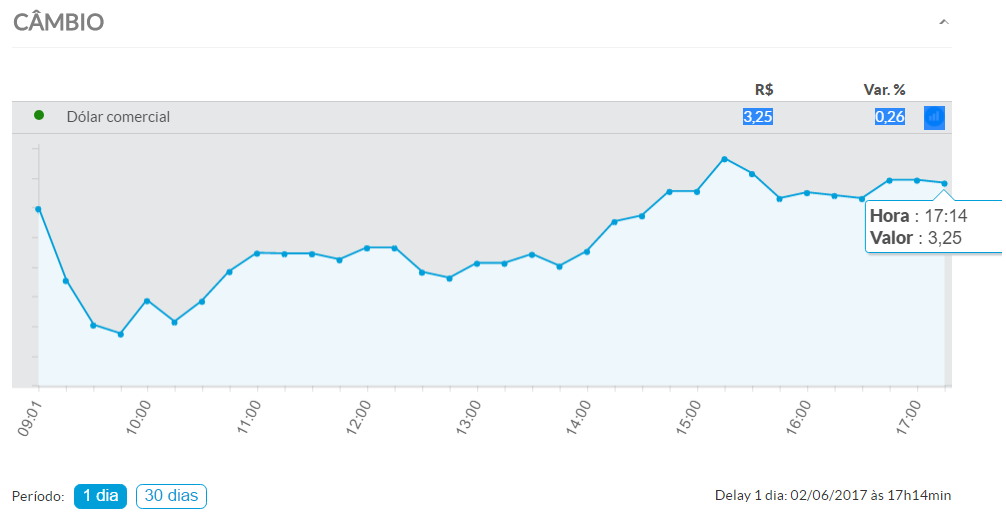 CÂMBIO
R$ Var. %
Dólar comercial 3,25 0,26
Hora : 17:14
Valor : 3,25
09:01 10:00 11:00 12:00 13:00 14:00 15:00 16:00 17:00
Período: 1 dia 30 dias Delay 1 dia: 02/06/2017 às 17h14min